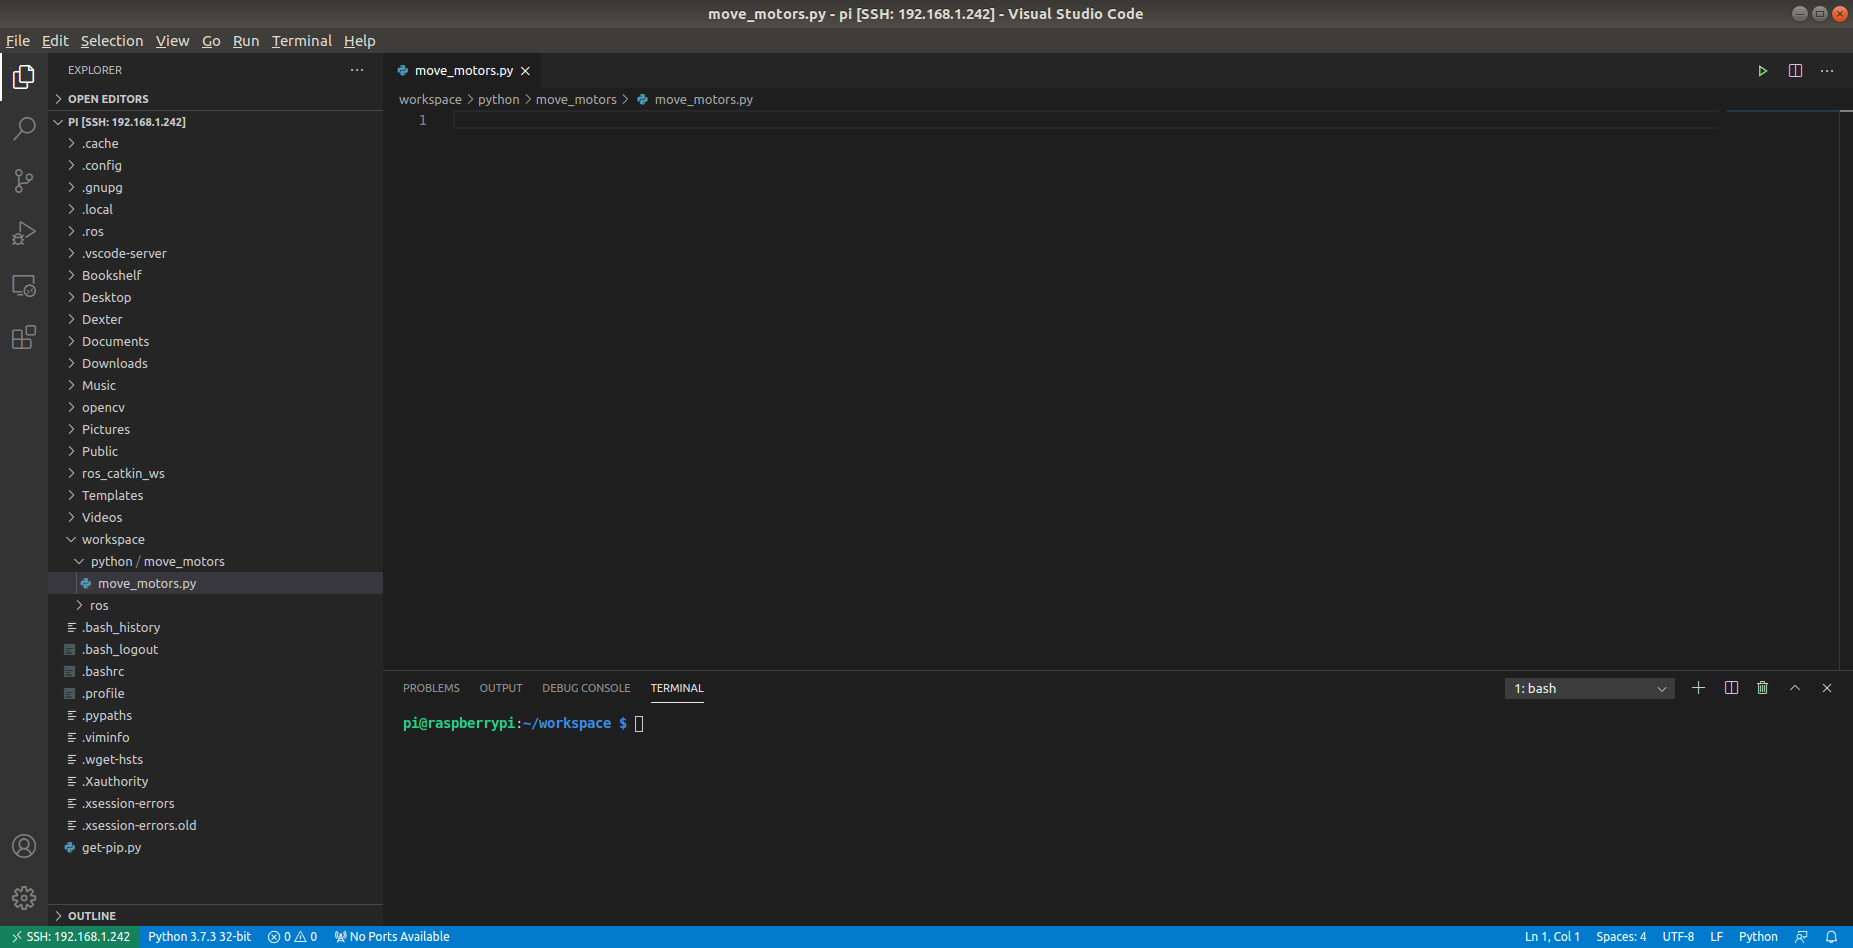 move_motors.py - pi [SSH: 192.168.1.242] - Visual Studio Code
File Edit Selection View Go Run Terminal Help
EXPLORER
OPEN EDITORS
PI [SSH: 192.168.1.242]
.cache
.config
.gnupg
.local
.ros
.vscode-server
Bookshelf
Desktop
Dexter
Documents
Downloads
Music
opencv
Pictures
Public
ros_catkin_ws
Templates
Videos
workspace
python / move_motors
move_motors.py
ros
.bash_history
.bash_logout
.bashrc
.profile
.pypaths
.viminfo
.wget-hsts
.Xauthority
.xsession-errors
.xsession-errors.old
get-pip.py
OUTLINE
move_motors.py
workspace > python > move_motors > move_motors.py
1
PROBLEMS OUTPUT DEBUG CONSOLE TERMINAL
1: bash
pi@raspberrypi:~/workspace $
SSH: 192.168.1.242 Python 3.7.3 32-bit 0 0 No Ports Available
Ln 1, Col 1 Spaces: 4 UTF-8 LF Python